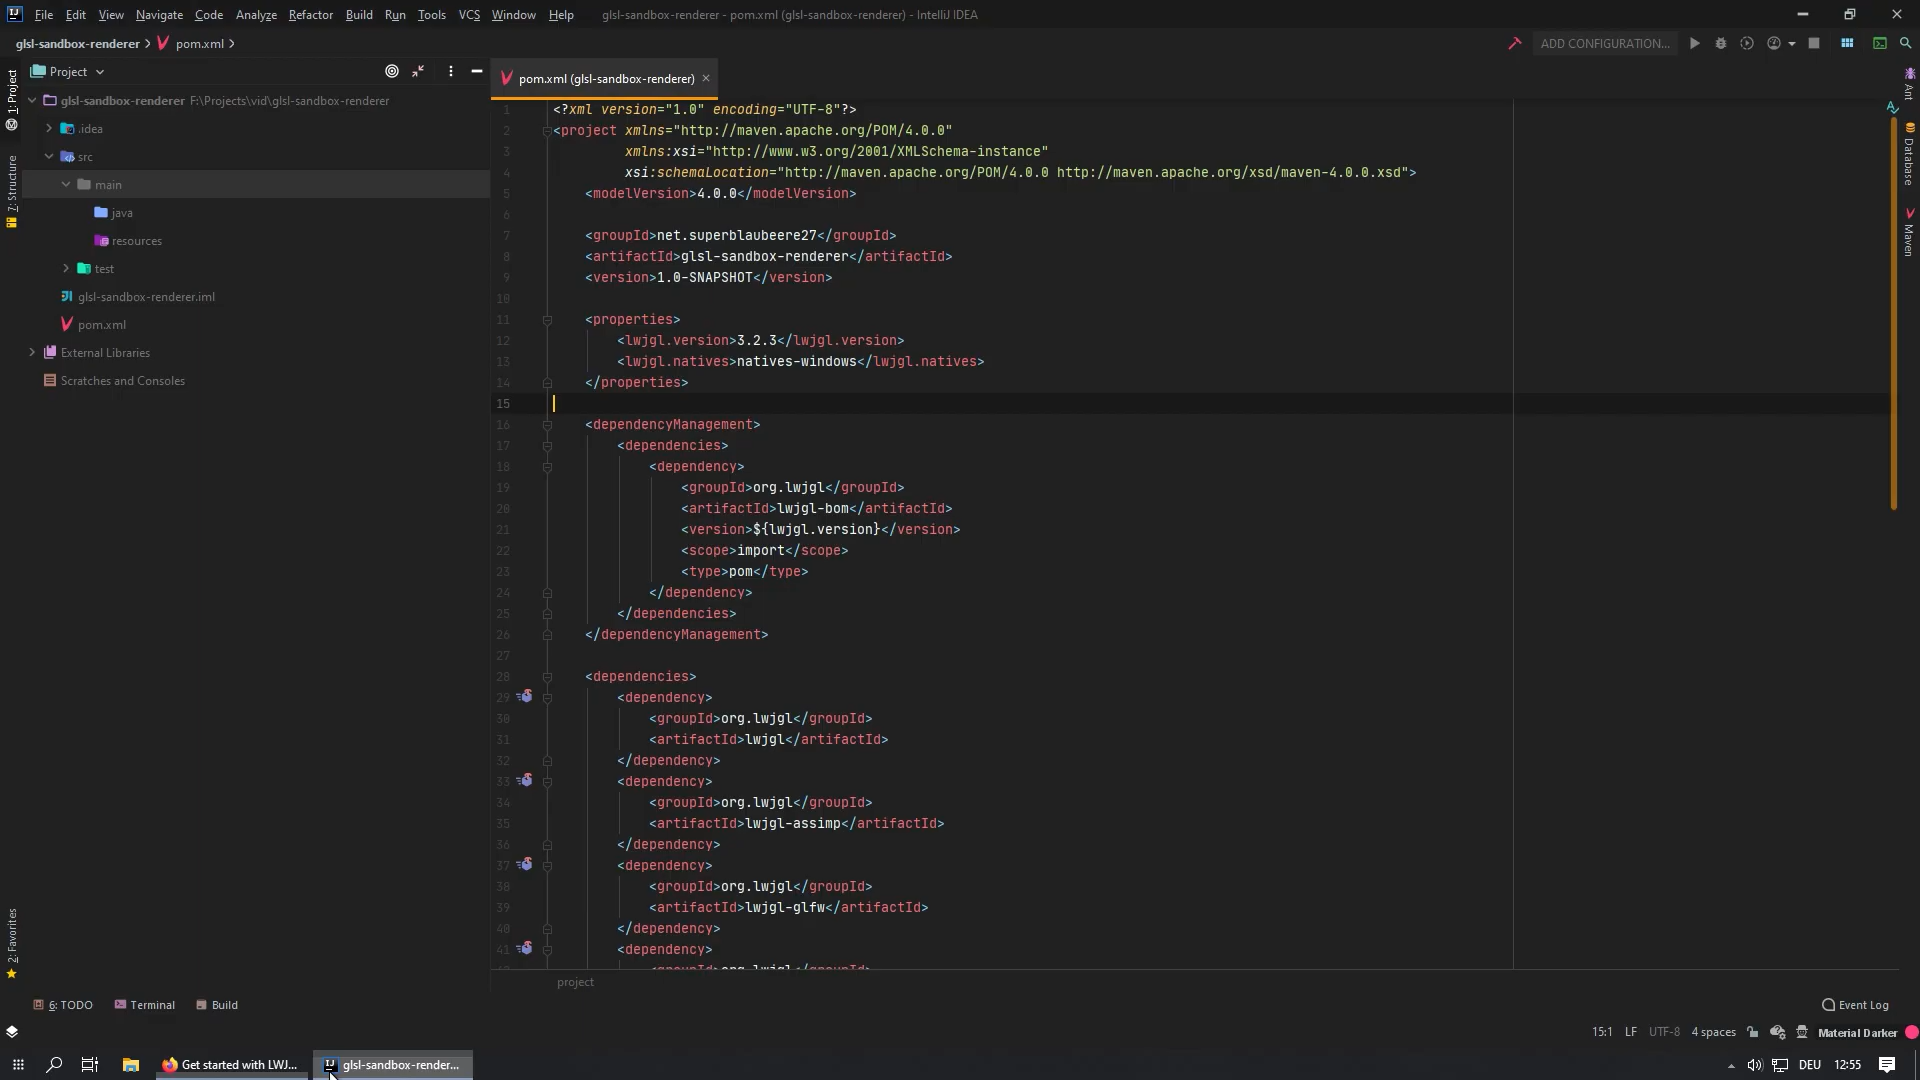 File Edit View Navigate Code Analyze Refactor Build Run Tools VCS Window Help glsl-sandbox-renderer - pom.xml (glsl-sandbox-renderer) - IntelliJ IDEA
glsl-sandbox-renderer pom.xml ADD CONFIGURATION...
Project
pom.xml (glsl-sandbox-renderer)
1: Project
7: Structure
2: Favorites
glsl-sandbox-renderer F:\Projects\vid\glsl-sandbox-renderer
.idea
src
main
java
resources
test
glsl-sandbox-renderer.iml
pom.xml
External Libraries
Scratches and Consoles
1 <?xml version="1.0" encoding="UTF-8"?>
2 <project xmlns="http://maven.apache.org/POM/4.0.0"
3 xmlns:xsi="http://www.w3.org/2001/XMLSchema-instance"
4 xsi:schemaLocation="http://maven.apache.org/POM/4.0.0 http://maven.apache.org/xsd/maven-4.0.0.xsd">
5 <modelVersion>4.0.0</modelVersion>
6
7 <groupId>net.superblaubeere27</groupId>
8 <artifactId>glsl-sandbox-renderer</artifactId>
9 <version>1.0-SNAPSHOT</version>
10
11 <properties>
12 <lwjgl.version>3.2.3</lwjgl.version>
13 <lwjgl.natives>natives-windows</lwjgl.natives>
14 </properties>
15
16 <dependencyManagement>
17 <dependencies>
18 <dependency>
19 <groupId>org.lwjgl</groupId>
20 <artifactId>lwjgl-bom</artifactId>
21 <version>${lwjgl.version}</version>
22 <scope>import</scope>
23 <type>pom</type>
24 </dependency>
25 </dependencies>
26 </dependencyManagement>
27
28 <dependencies>
29 <dependency>
30 <groupId>org.lwjgl</groupId>
31 <artifactId>lwjgl</artifactId>
32 </dependency>
33 <dependency>
34 <groupId>org.lwjgl</groupId>
35 <artifactId>lwjgl-assimp</artifactId>
36 </dependency>
37 <dependency>
38 <groupId>org.lwjgl</groupId>
39 <artifactId>lwjgl-glfw</artifactId>
40 </dependency>
41 <dependency>
project
Ant
Database
Maven
6: TODO Terminal Build Event Log
15:1 LF UTF-8 4 spaces Material Darker
Get started with LWJ... glsl-sandbox-render... DEU 12:55